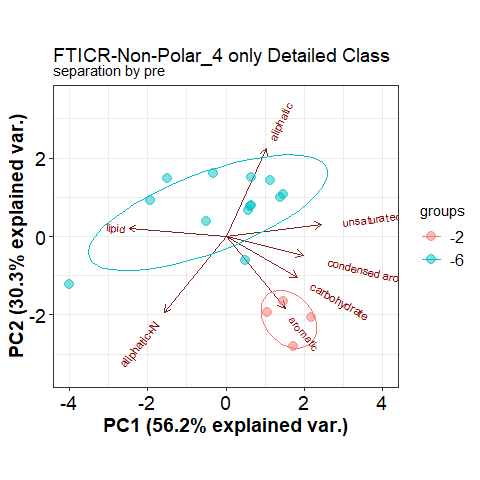 FTICR-Non-Polar_4 only Detailed Class
separation by pre
aliphatic
unsaturated
lipid
condensed aro
carbohydrate
aromatic
aliphatic+N
2
0
-2
-4
-2
0
2
4
PC1 (56.2% explained var.)
PC2 (30.3% explained var.)
groups
-2
-6